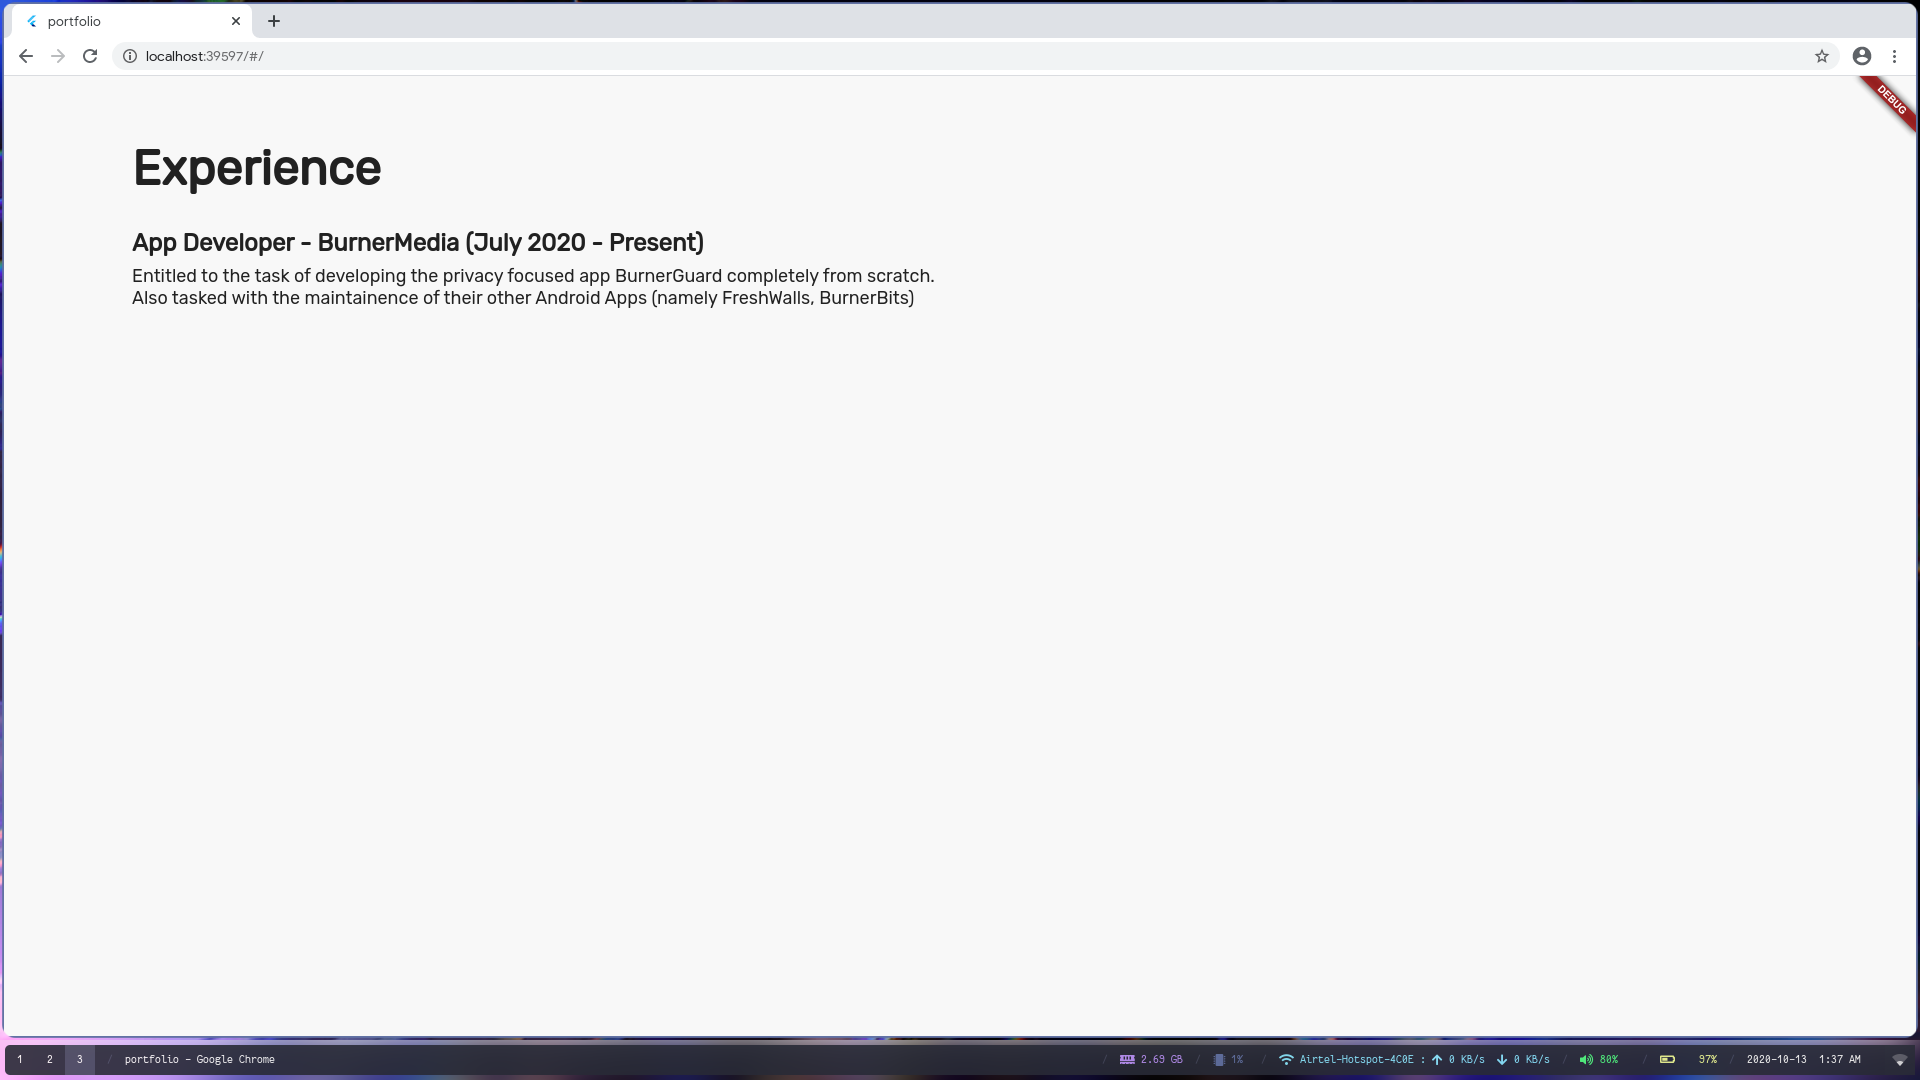 portfolio
localhost:39597/#/
DEBUG
Experience
App Developer - BurnerMedia (July 2020 - Present)
Entitled to the task of developing the privacy focused app BurnerGuard completely from scratch.
Also tasked with the maintainence of their other Android Apps (namely FreshWalls, BurnerBits)
1 2 3 / portfolio - Google Chrome / 2.69 GB / 1% / Airtel-Hotspot-4C0E : 0 KB/s 0 KB/s / 80% / 97% / 2020-10-13 1:37 AM